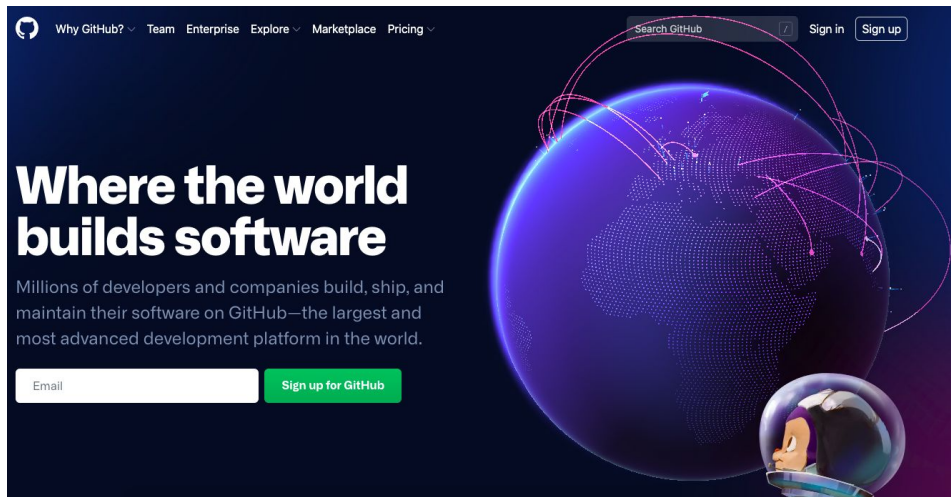 Why GitHub? Team Enterprise Explore Marketplace Pricing Search GitHub / Sign in Sign up
Where the world
builds software
Millions of developers and companies build, ship, and
maintain their software on GitHub—the largest and
most advanced development platform in the world.
Email Sign up for GitHub